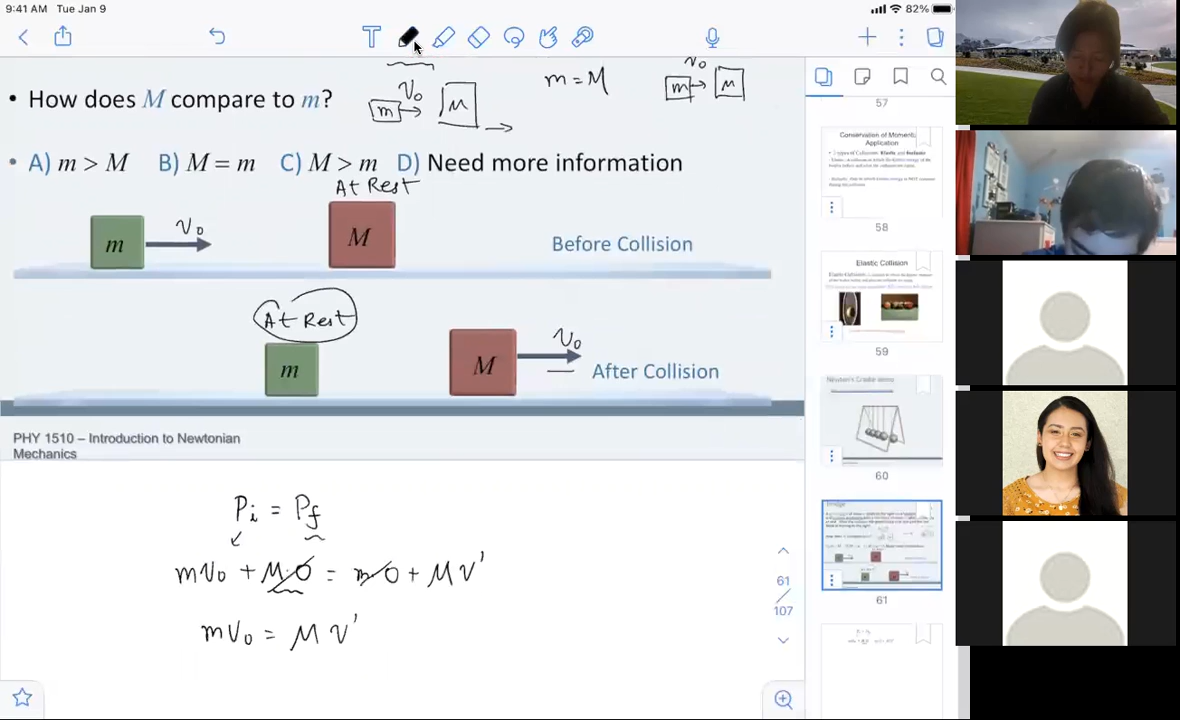 9:41 AM Tue Jan 9
82%
• How does M compare to m?
m v₀ M
m = M
m v₀ M
• A) m > M B) M = m C) M > m D) Need more information
At Rest
m v₀ M
Before Collision
At Rest
m M v₀
After Collision
PHY 1510 – Introduction to Newtonian
Mechanics
Pi = Pf
mv₀ + M·0 = m·0 + Mv'
mv₀ = Mv'
61
107
57
Conservation of Momentum
Application
58
Elastic Collision
59
Newton's Cradle demo
60
61